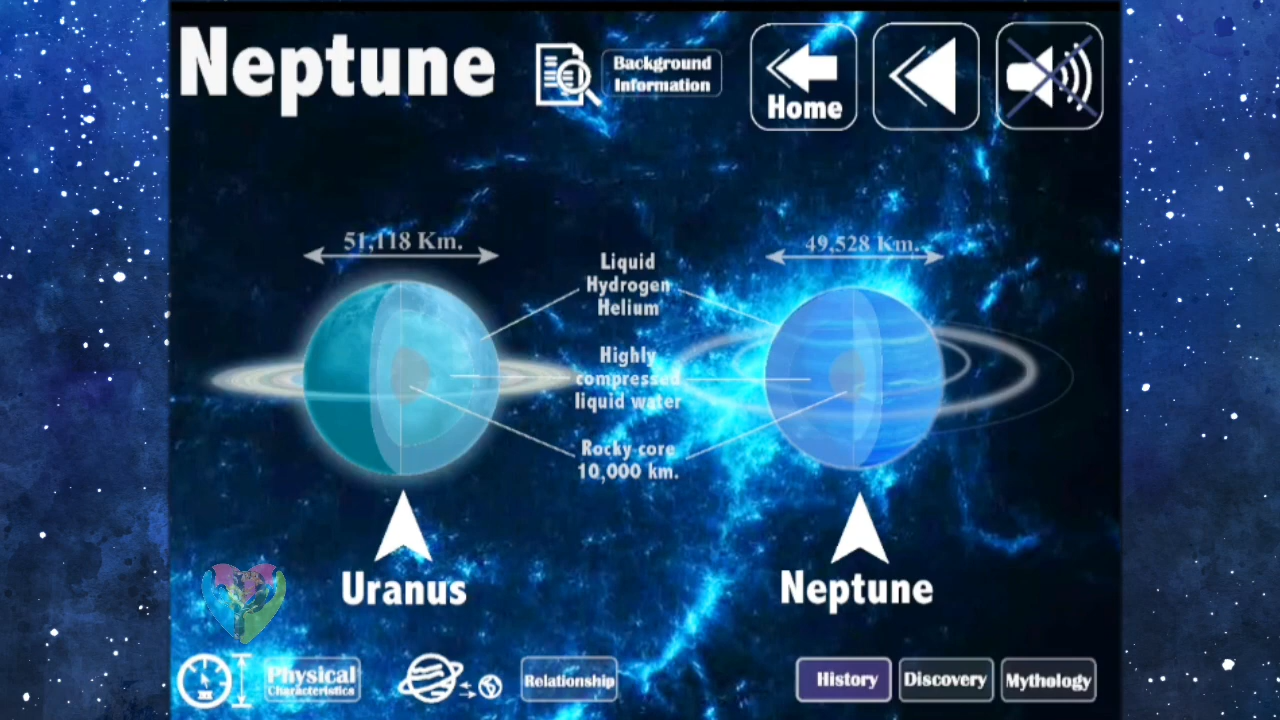 Neptune
Background
Information
Home
51,118 Km.
49,528 Km.
Liquid
Hydrogen
Helium
Highly
compressed
liquid water
Rocky core
10,000 km.
Uranus
Neptune
Physical
Characteristics
Relationship
History
Discovery
Mythology